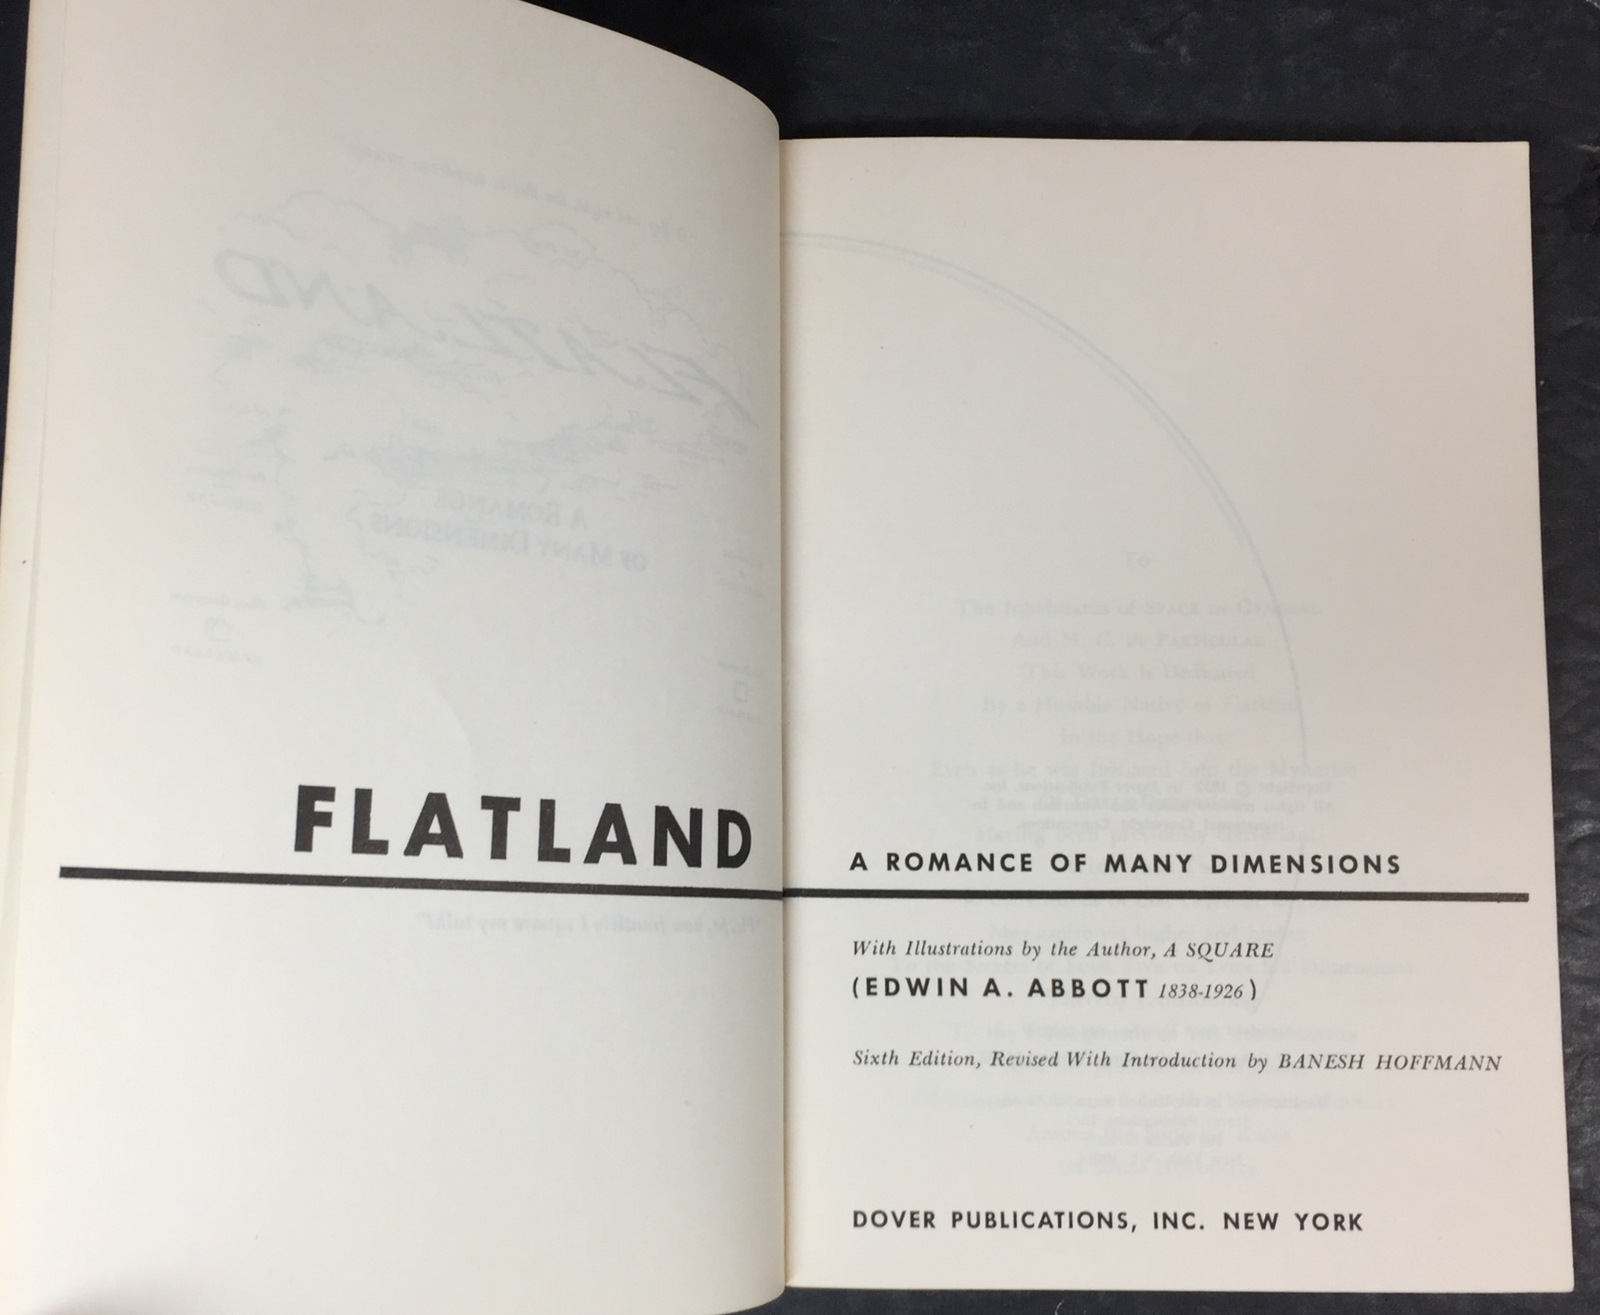 FLATLAND
A ROMANCE OF MANY DIMENSIONS
With Illustrations by the Author, A SQUARE
(EDWIN A. ABBOTT 1838-1926)
Sixth Edition, Revised With Introduction by BANESH HOFFMANN
DOVER PUBLICATIONS, INC. NEW YORK